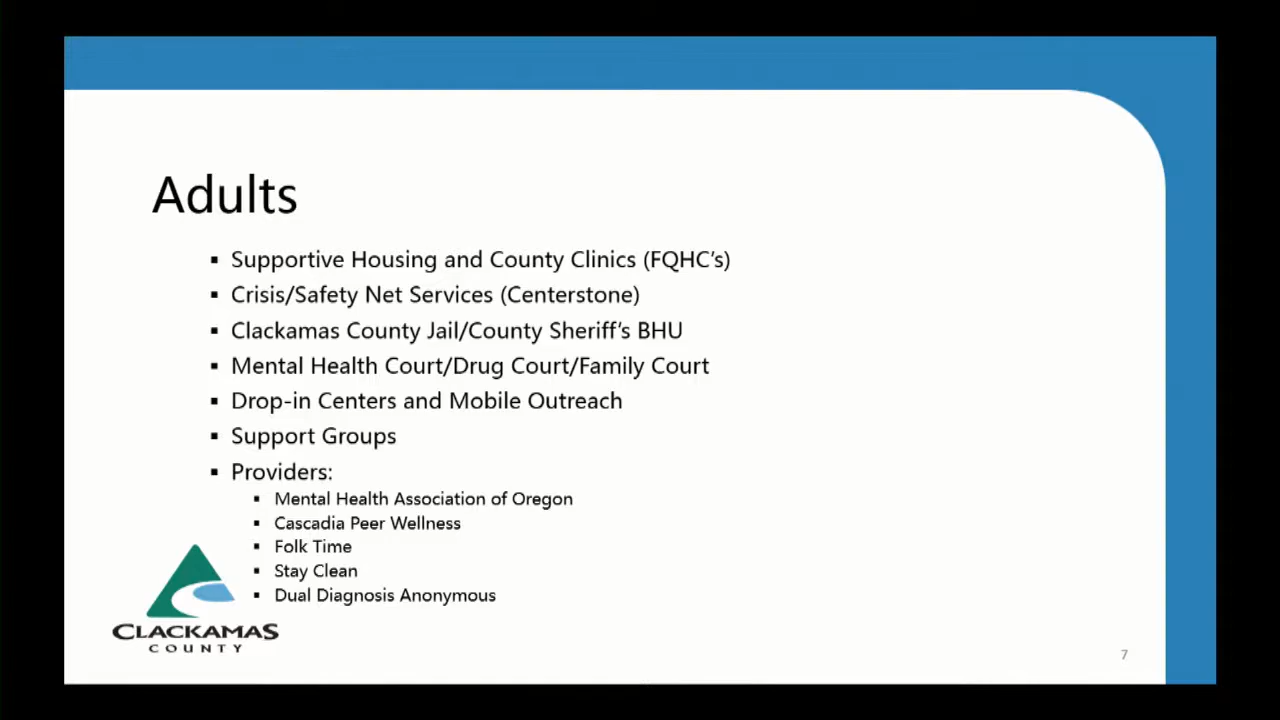 Adults
▪ Supportive Housing and County Clinics (FQHC's)
▪ Crisis/Safety Net Services (Centerstone)
▪ Clackamas County Jail/County Sheriff's BHU
▪ Mental Health Court/Drug Court/Family Court
▪ Drop-in Centers and Mobile Outreach
▪ Support Groups
▪ Providers:
▪ Mental Health Association of Oregon
▪ Cascadia Peer Wellness
▪ Folk Time
▪ Stay Clean
▪ Dual Diagnosis Anonymous
CLACKAMAS
COUNTY
7